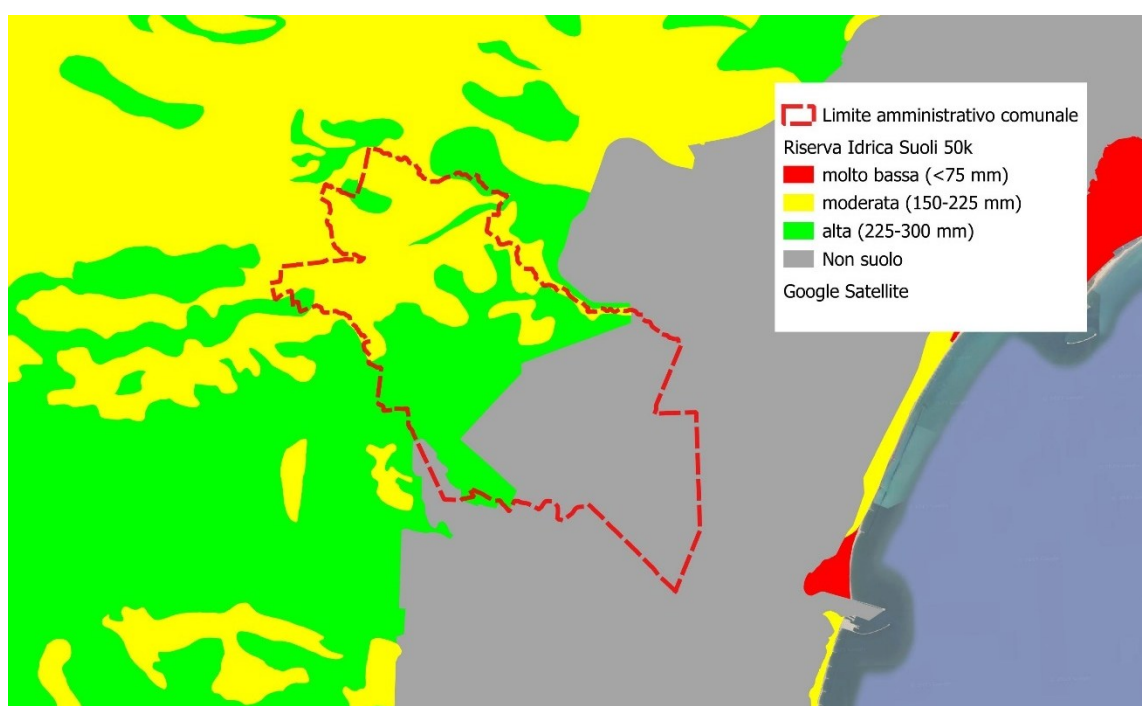 Limite amministrativo comunale
Riserva Idrica Suoli 50k
molto bassa (<75 mm)
moderata (150-225 mm)
alta (225-300 mm)
Non suolo
Google Satellite